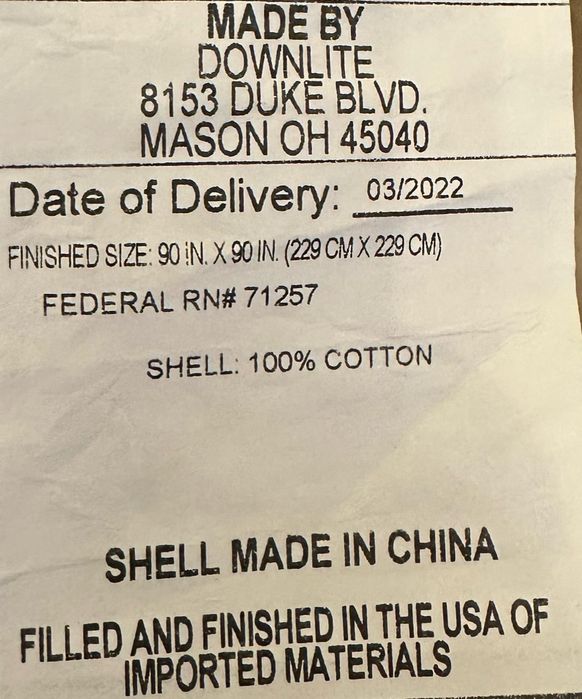 MADE BY
DOWNLITE
8153 DUKE BLVD.
MASON OH 45040
Date of Delivery: 03/2022
FINISHED SIZE: 90 IN. X 90 IN. (229 CM X 229 CM)
FEDERAL RN# 71257
SHELL: 100% COTTON
SHELL MADE IN CHINA
FILLED AND FINISHED IN THE USA OF
IMPORTED MATERIALS